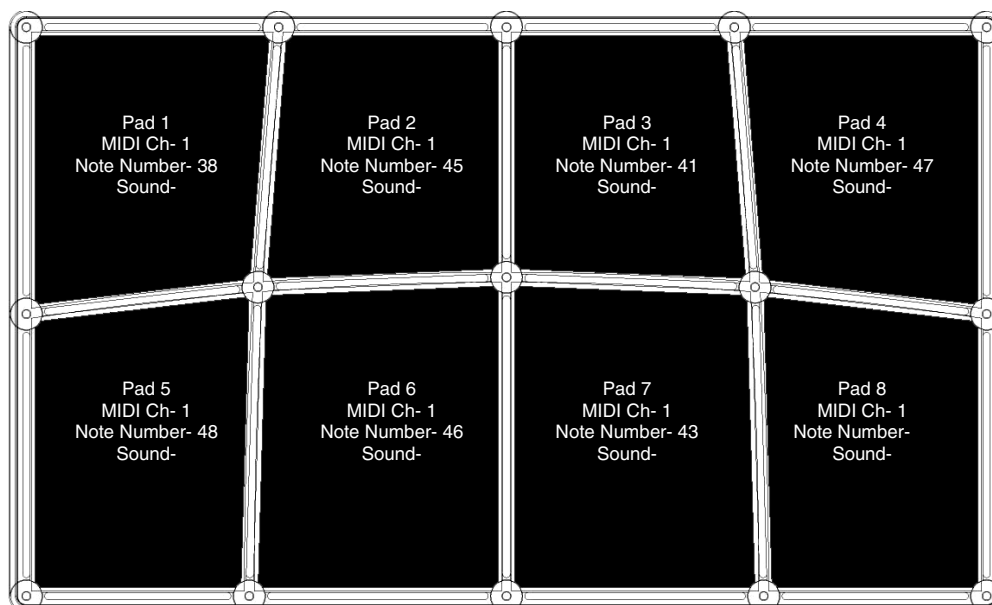 Pad 1
MIDI Ch- 1
Note Number- 38
Sound-
Pad 2
MIDI Ch- 1
Note Number- 45
Sound-
Pad 3
MIDI Ch- 1
Note Number- 41
Sound-
Pad 4
MIDI Ch- 1
Note Number- 47
Sound-
Pad 5
MIDI Ch- 1
Note Number- 48
Sound-
Pad 6
MIDI Ch- 1
Note Number- 46
Sound-
Pad 7
MIDI Ch- 1
Note Number- 43
Sound-
Pad 8
MIDI Ch- 1
Note Number-
Sound-